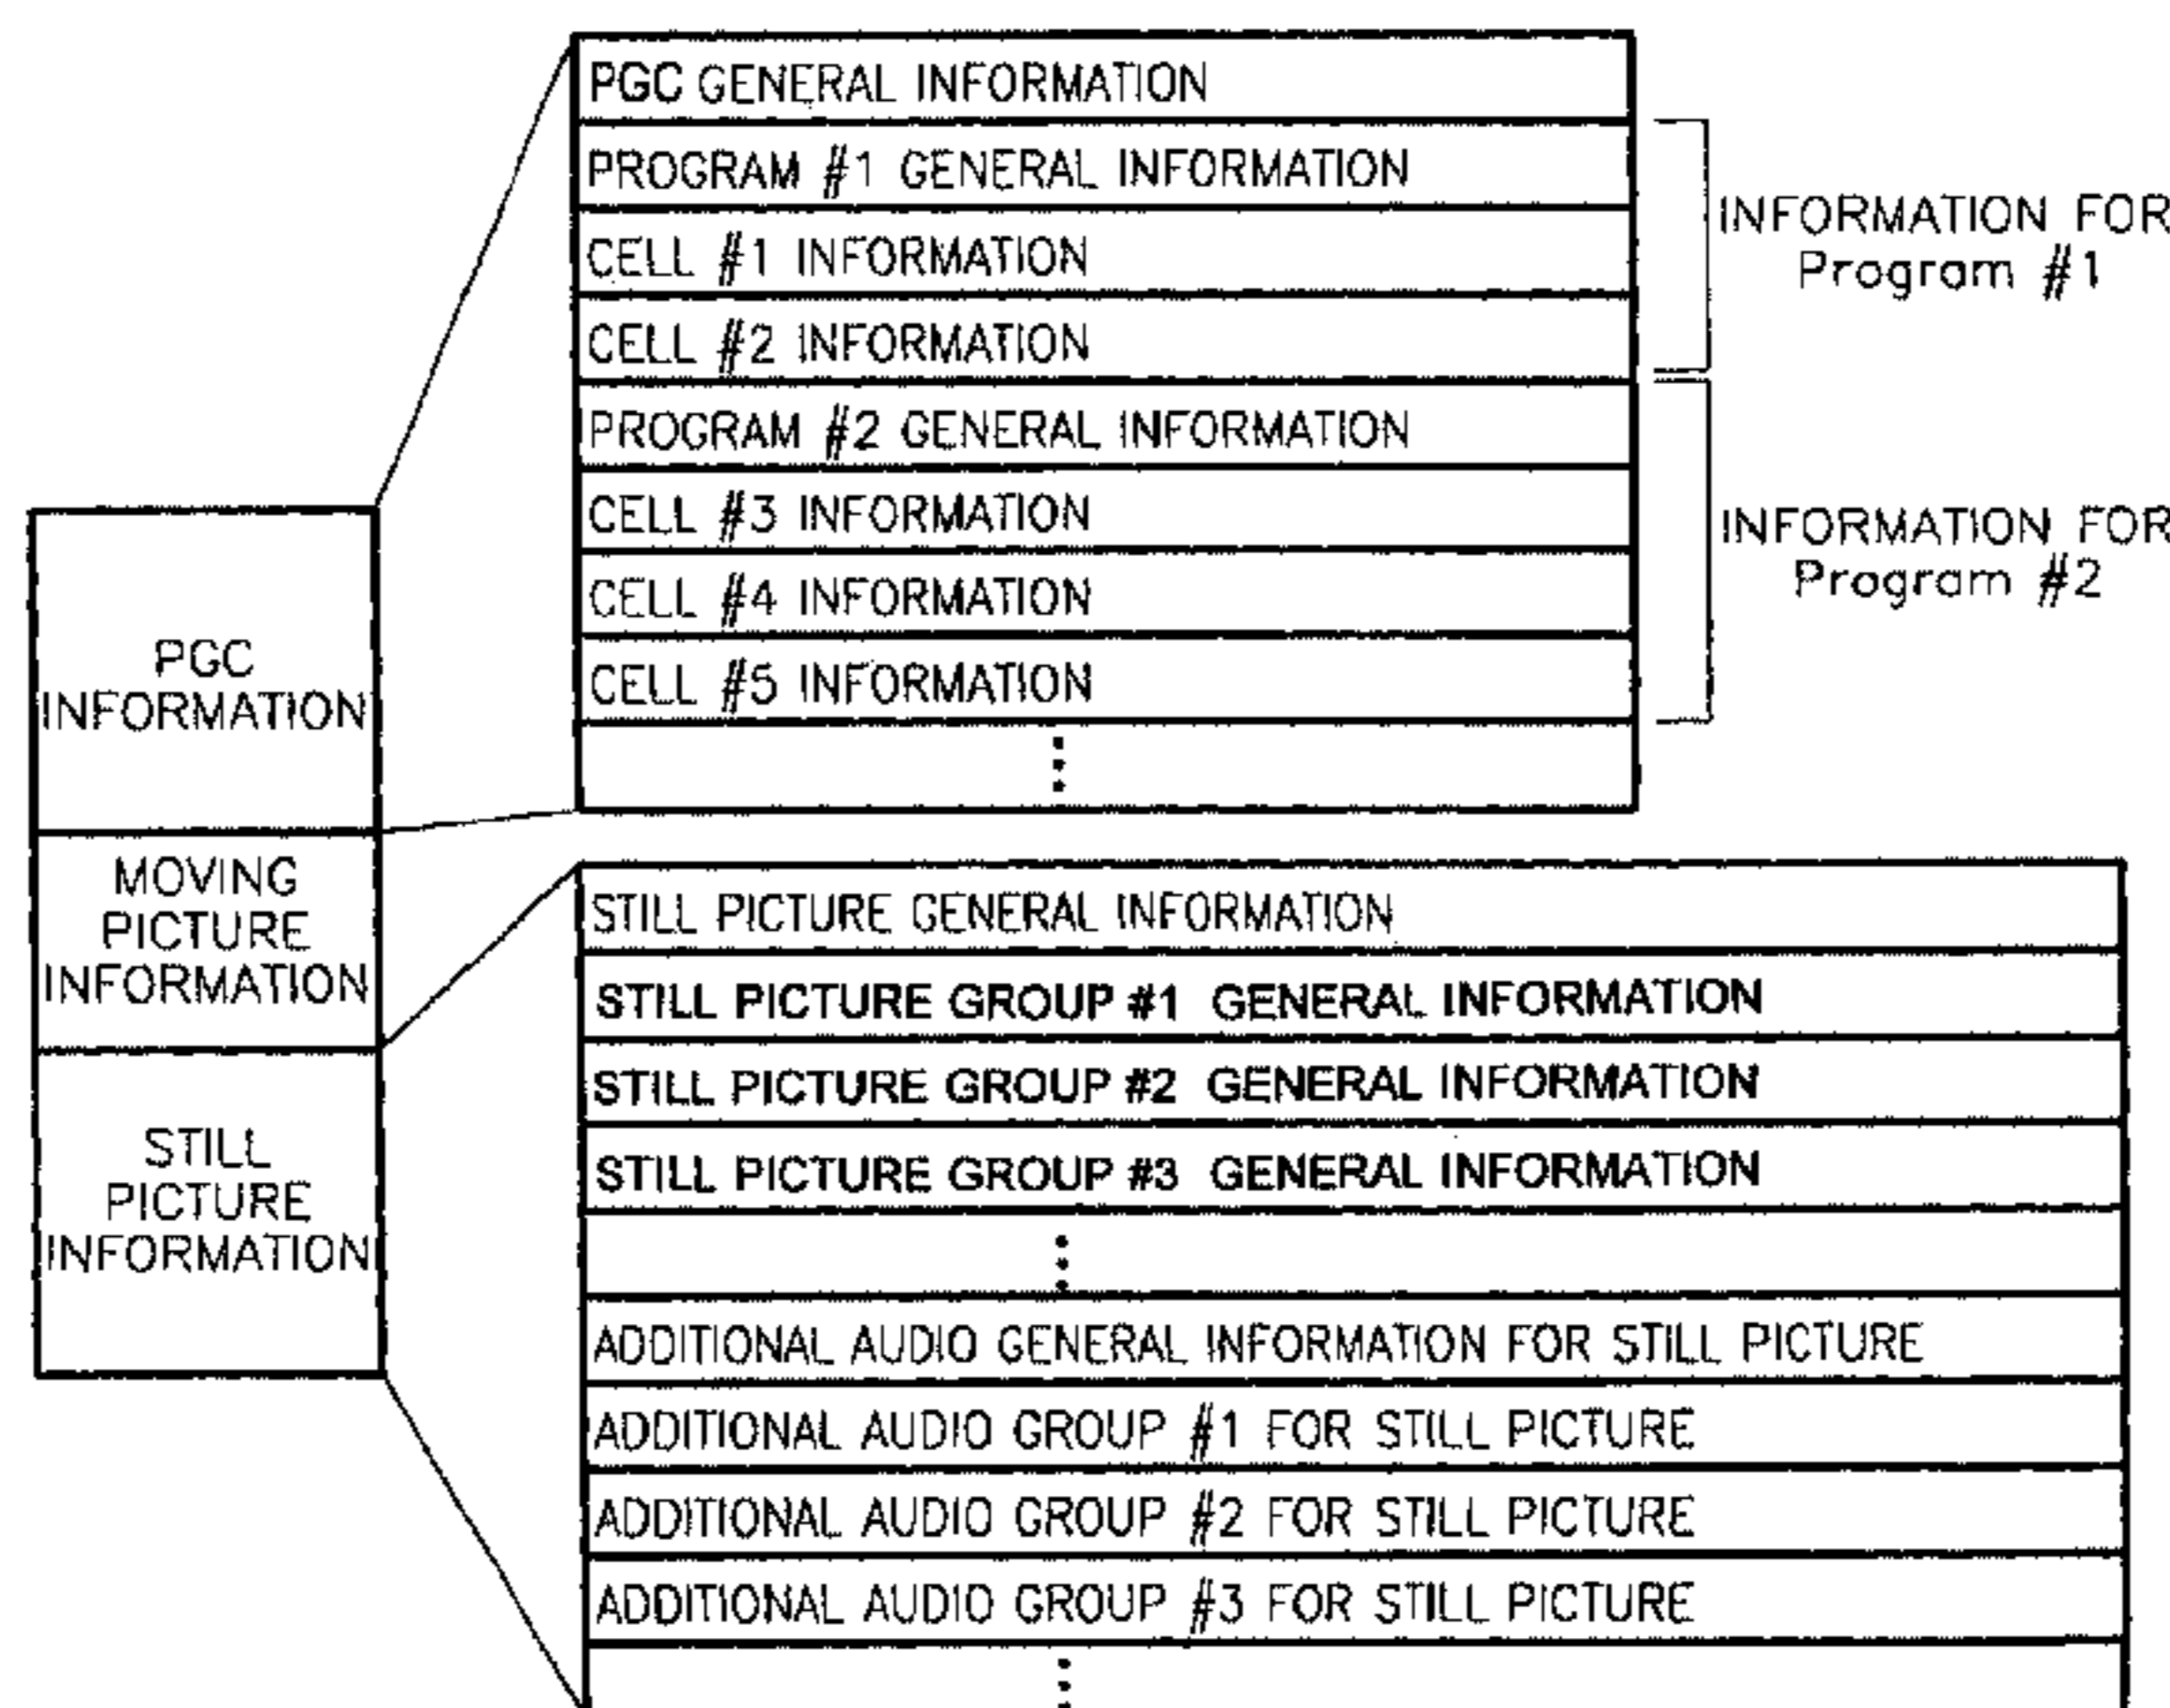 PGC GENERAL INFORMATION
PROGRAM #1 GENERAL INFORMATION
CELL #1 INFORMATION
CELL #2 INFORMATION
PROGRAM #2 GENERAL INFORMATION
CELL #3 INFORMATION
CELL #4 INFORMATION
CELL #5 INFORMATION
INFORMATION FOR
Program #1
INFORMATION FOR
Program #2
PGC
INFORMATION
MOVING
PICTURE
INFORMATION
STILL
PICTURE
INFORMATION
STILL PICTURE GENERAL INFORMATION
STILL PICTURE GROUP #1 GENERAL INFORMATION
STILL PICTURE GROUP #2 GENERAL INFORMATION
STILL PICTURE GROUP #3 GENERAL INFORMATION
ADDITIONAL AUDIO GENERAL INFORMATION FOR STILL PICTURE
ADDITIONAL AUDIO GROUP #1 FOR STILL PICTURE
ADDITIONAL AUDIO GROUP #2 FOR STILL PICTURE
ADDITIONAL AUDIO GROUP #3 FOR STILL PICTURE